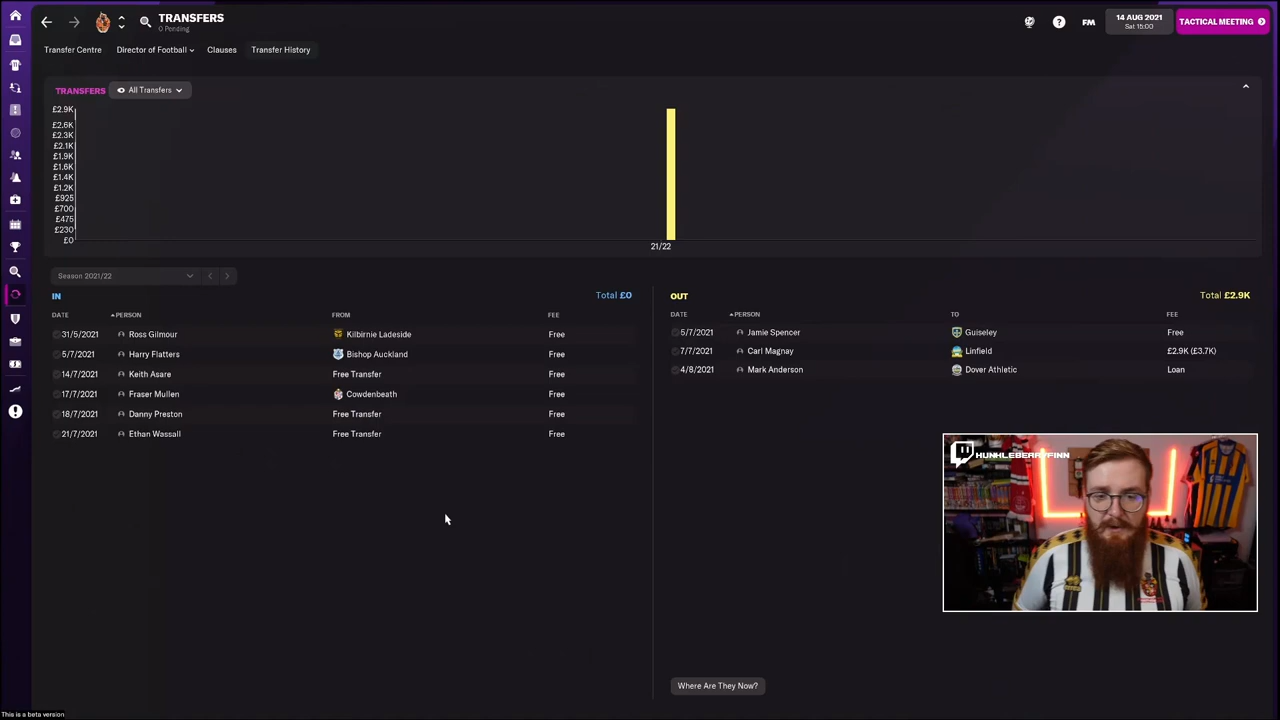 TRANSFERS
0 Pending
FM
14 AUG 2021
Sat 15:00
TACTICAL MEETING
Transfer Centre
Director of Football
Clauses
Transfer History
TRANSFERS
All Transfers
£2.9K
£2.6K
£2.3K
£2.1K
£1.9K
£1.6K
£1.4K
£1.2K
£925
£700
£475
£230
£0
21/22
Season 2021/22
IN
Total £0
DATE PERSON FROM FEE
31/5/2021 Ross Gilmour Kilbirnie Ladeside Free
5/7/2021 Harry Flatters Bishop Auckland Free
14/7/2021 Keith Asare Free Transfer Free
17/7/2021 Fraser Mullen Cowdenbeath Free
18/7/2021 Danny Preston Free Transfer Free
21/7/2021 Ethan Wassall Free Transfer Free
OUT
Total £2.9K
DATE PERSON TO FEE
5/7/2021 Jamie Spencer Guiseley Free
7/7/2021 Carl Magnay Linfield £2.9K (£3.7K)
4/8/2021 Mark Anderson Dover Athletic Loan
HUNKLEBERRYFINN
Where Are They Now?
This is a beta version